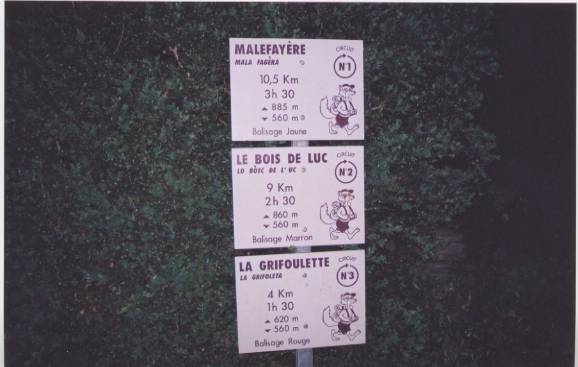 MALEFAYÈRE
MALA FAGÈRA
CIRCUIT
N°1
10,5 Km
3h 30
▲ 885 m
▼ 560 m
Balisage Jaune
LE BOIS DE LUC
LO BÒSC DE L'UC
CIRCUIT
N°2
9 Km
2h 30
▲ 860 m
▼ 560 m
Balisage Marron
LA GRIFOULETTE
LA GRIFOLETA
CIRCUIT
N°3
4 Km
1h 30
▲ 620 m
▼ 560 m
Balisage Rouge